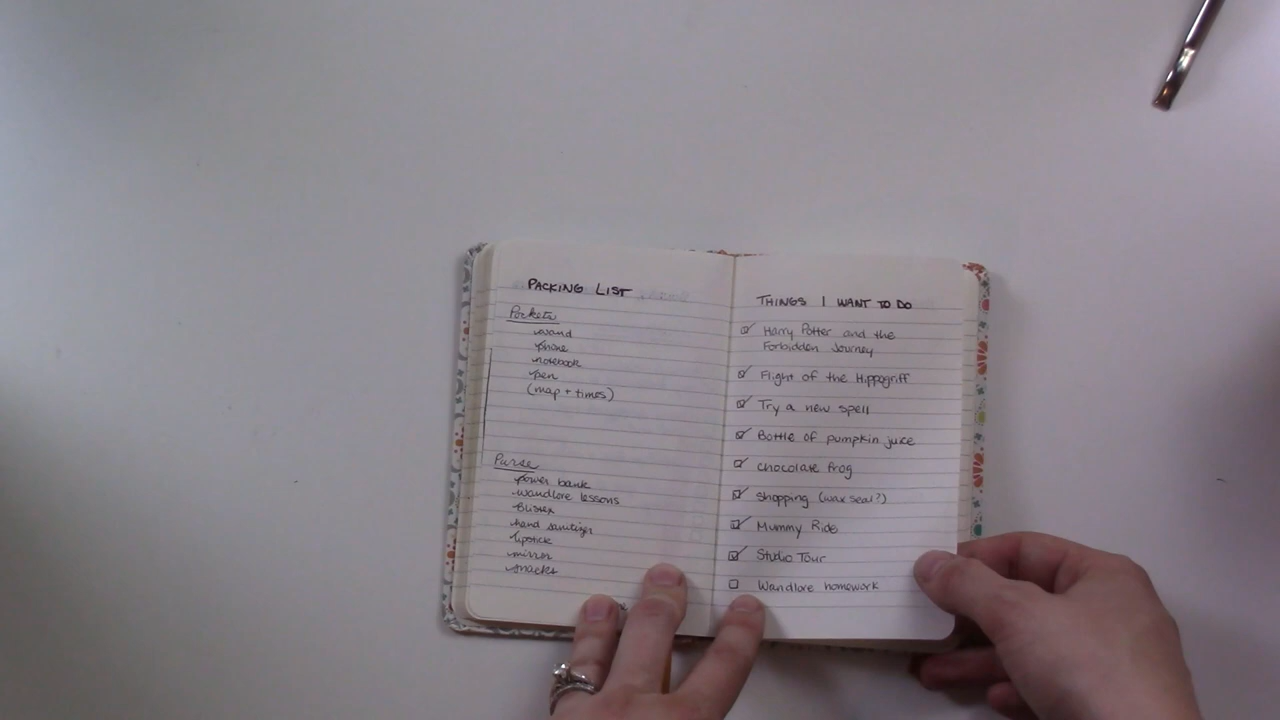 PACKING LIST
Pockets
wand
phone
notebook
pen
(map + times)
Purse
power bank
wandlore lessons
Blistex
hand sanitizer
lipstick
mirror
snacks
THINGS I WANT TO DO
Harry Potter and the
Forbidden Journey
Flight of the Hippogriff
Try a new spell
Bottle of pumpkin juice
chocolate frog
shopping (wax seal?)
Mummy Ride
Studio Tour
Wandlore homework